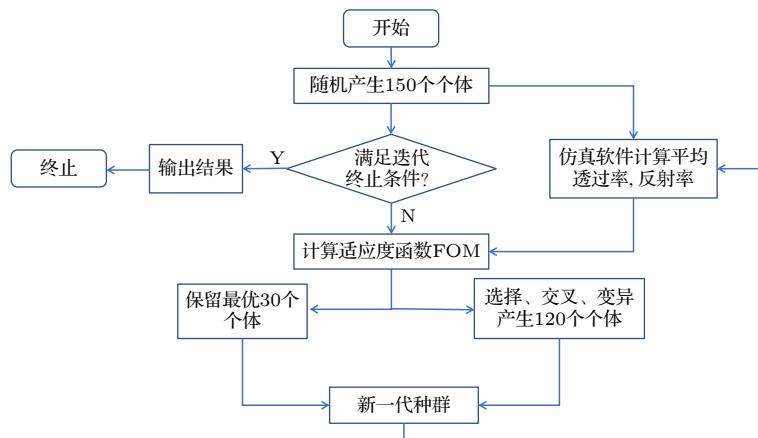 开始
随机产生150个个体
满足迭代
终止条件?
Y
输出结果
终止
仿真软件计算平均
透过率, 反射率
N
计算适应度函数FOM
保留最优30个
个体
选择、交叉、变异
产生120个个体
新一代种群